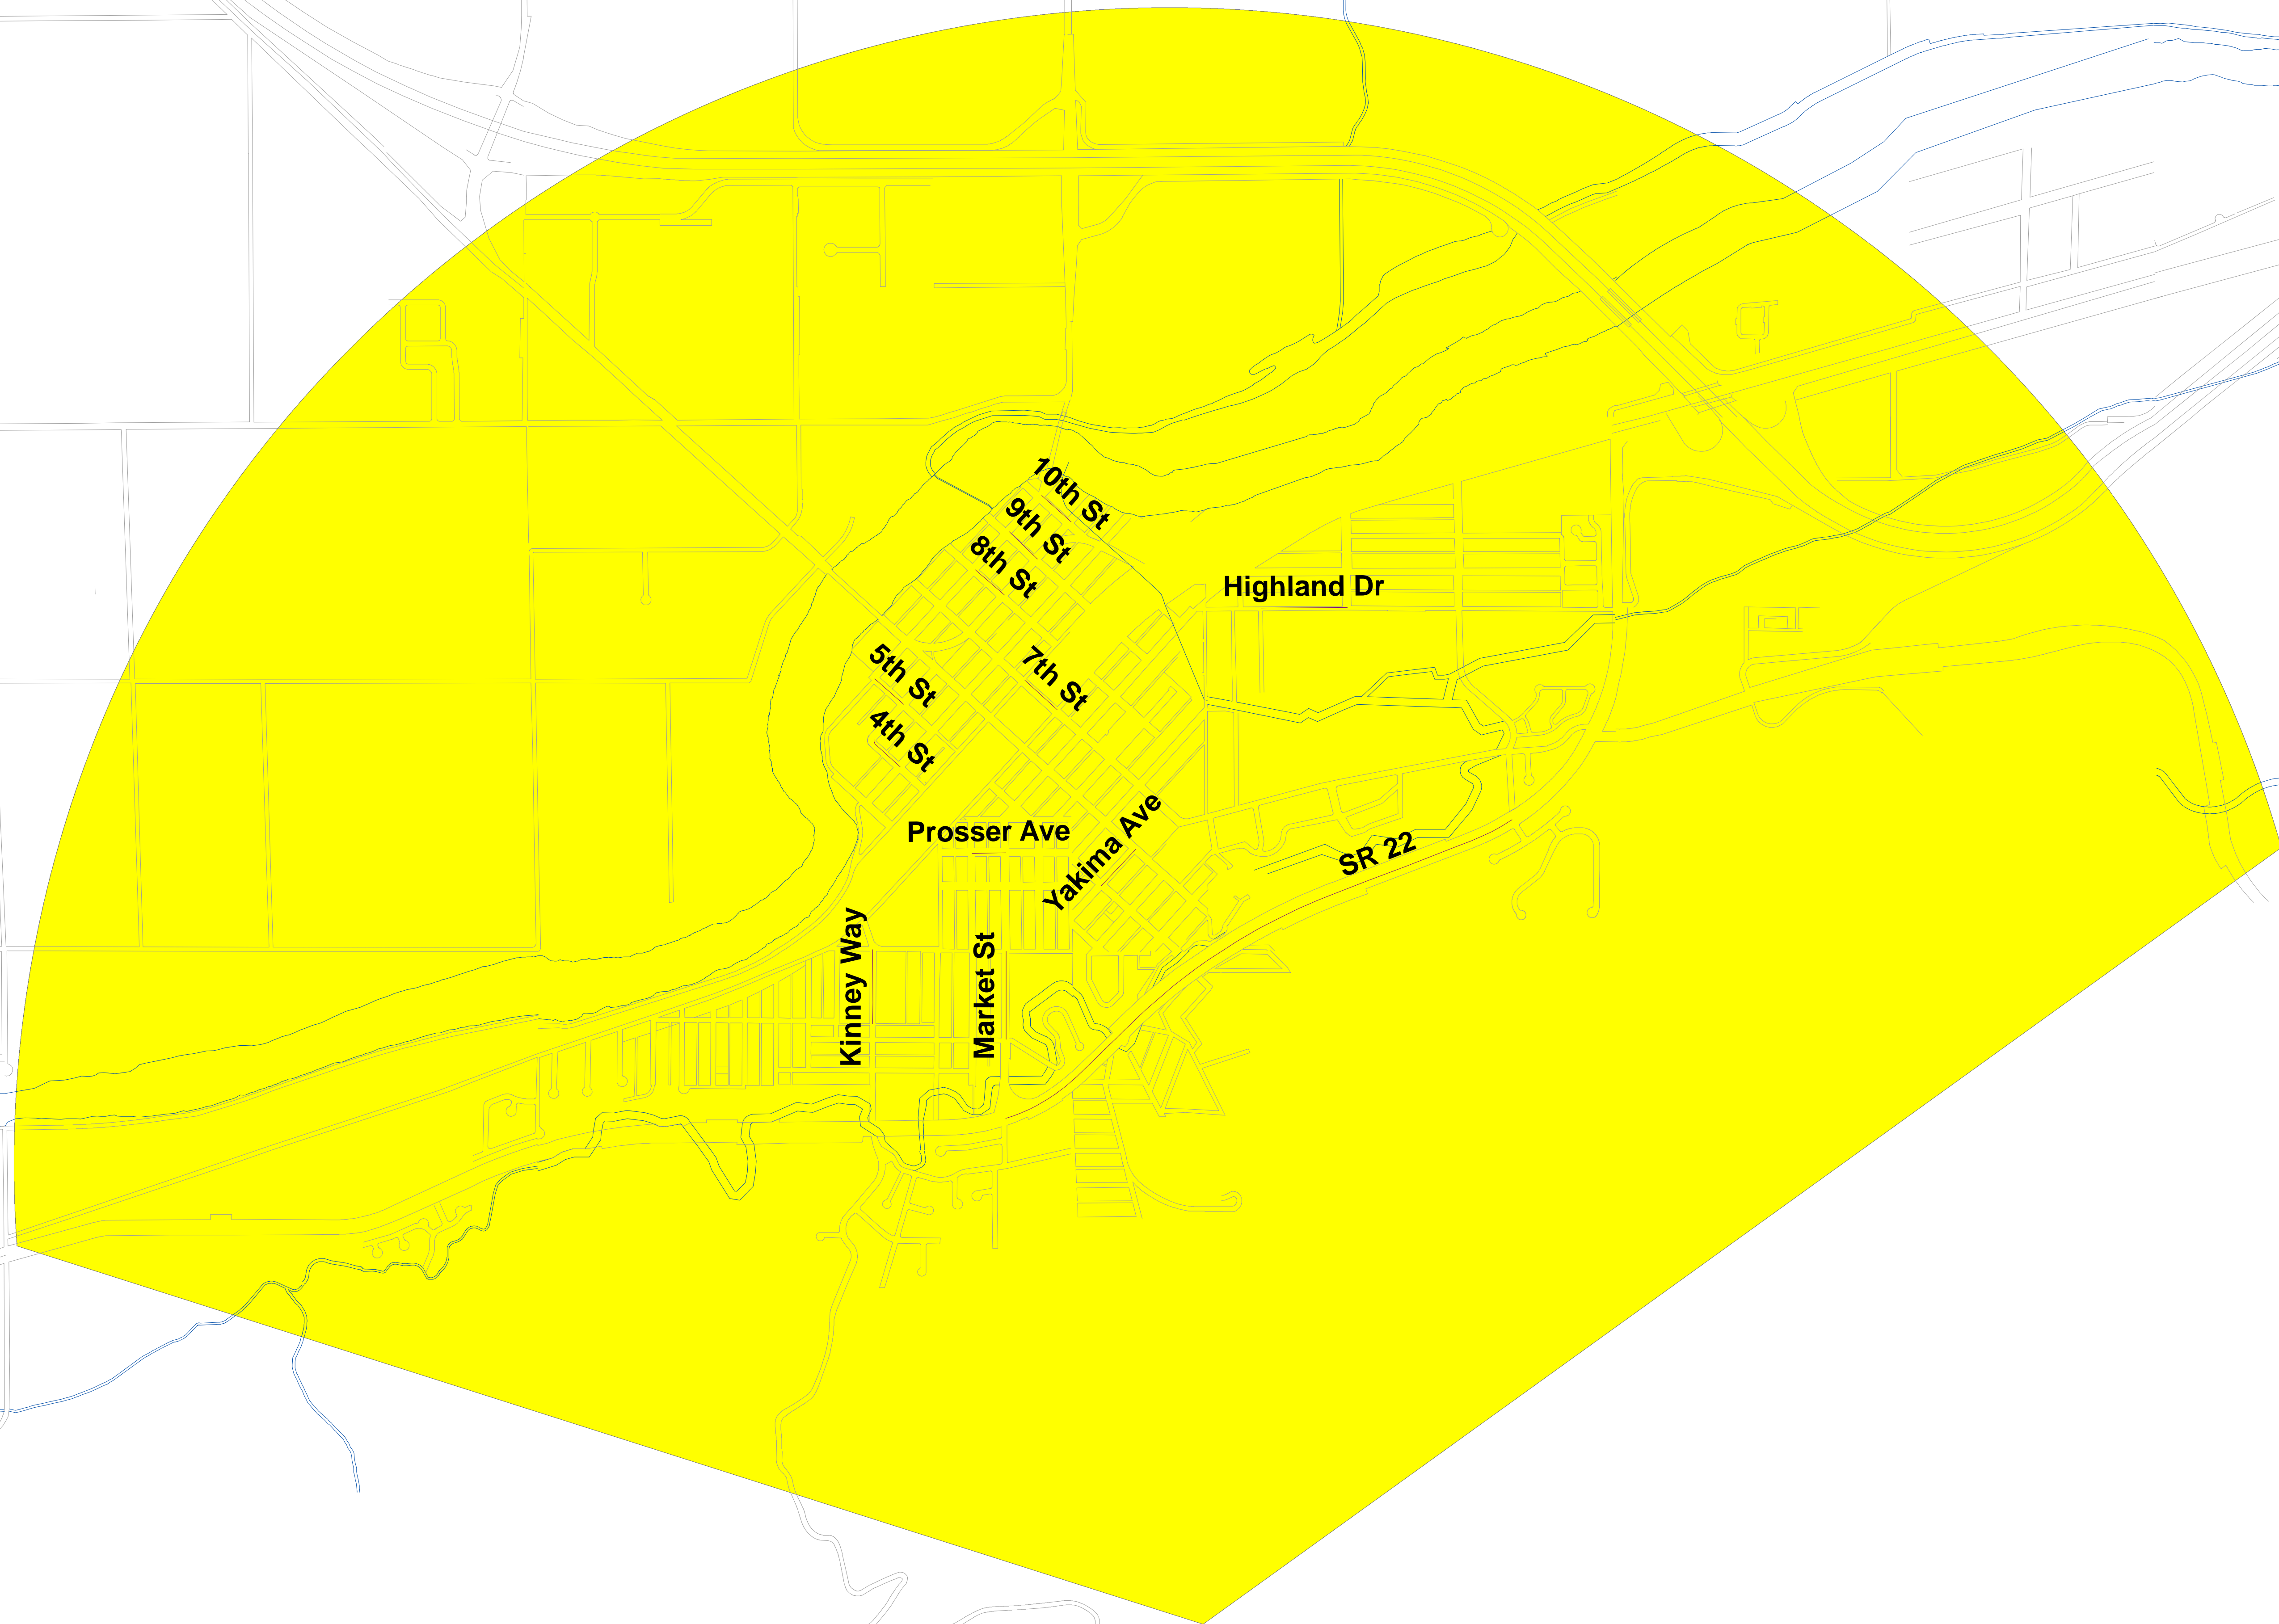 10th St
9th St
8th St
Highland Dr
5th St
7th St
4th St
Prosser Ave
Yakima Ave
SR 22
Kinney Way
Market St